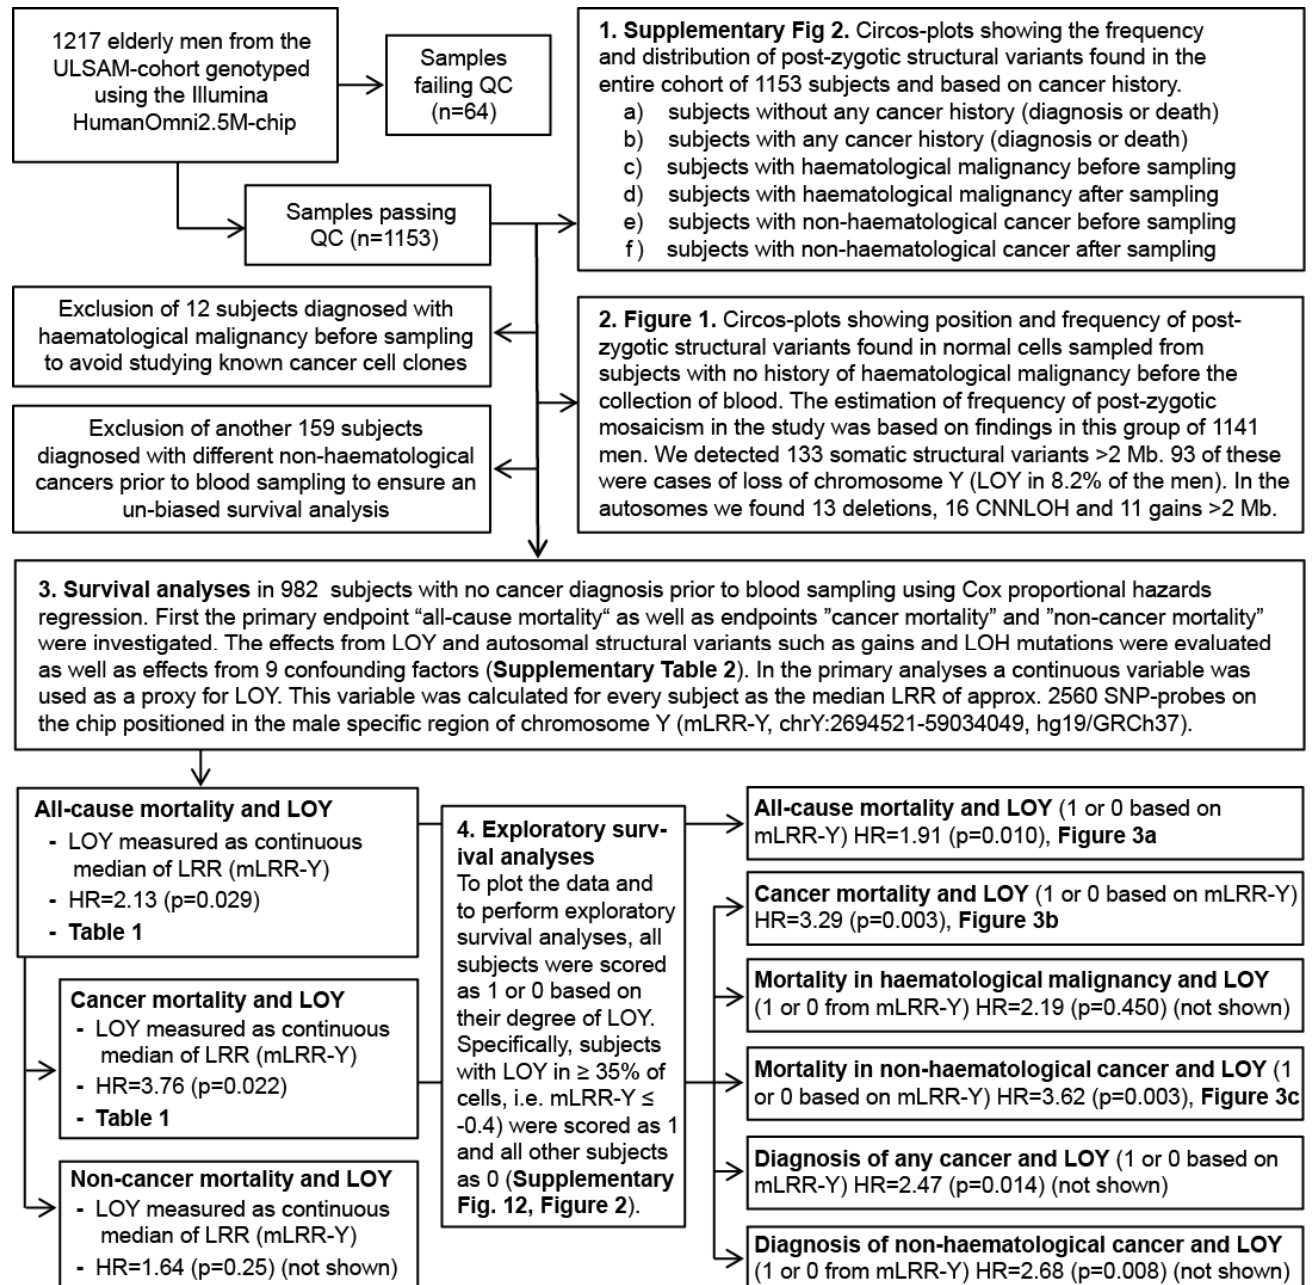 1217 elderly men from the
ULSAM-cohort genotyped
using the Illumina
HumanOmni2.5M-chip
Samples
failing QC
(n=64)
Samples passing
QC (n=1153)
1. Supplementary Fig 2. Circos-plots showing the frequency
and distribution of post-zygotic structural variants found in the
entire cohort of 1153 subjects and based on cancer history.
a) subjects without any cancer history (diagnosis or death)
b) subjects with any cancer history (diagnosis or death)
c) subjects with haematological malignancy before sampling
d) subjects with haematological malignancy after sampling
e) subjects with non-haematological cancer before sampling
f) subjects with non-haematological cancer after sampling
Exclusion of 12 subjects diagnosed with
haematological malignancy before sampling
to avoid studying known cancer cell clones
Exclusion of another 159 subjects
diagnosed with different non-haematological
cancers prior to blood sampling to ensure an
un-biased survival analysis
2. Figure 1. Circos-plots showing position and frequency of post-
zygotic structural variants found in normal cells sampled from
subjects with no history of haematological malignancy before the
collection of blood. The estimation of frequency of post-zygotic
mosaicism in the study was based on findings in this group of 1141
men. We detected 133 somatic structural variants >2 Mb. 93 of these
were cases of loss of chromosome Y (LOY in 8.2% of the men). In the
autosomes we found 13 deletions, 16 CNNLOH and 11 gains >2 Mb.
3. Survival analyses in 982 subjects with no cancer diagnosis prior to blood sampling using Cox proportional hazards
regression. First the primary endpoint “all-cause mortality“ as well as endpoints ”cancer mortality” and ”non-cancer mortality”
were investigated. The effects from LOY and autosomal structural variants such as gains and LOH mutations were evaluated
as well as effects from 9 confounding factors (Supplementary Table 2). In the primary analyses a continuous variable was
used as a proxy for LOY. This variable was calculated for every subject as the median LRR of approx. 2560 SNP-probes on
the chip positioned in the male specific region of chromosome Y (mLRR-Y, chrY:2694521-59034049, hg19/GRCh37).
All-cause mortality and LOY
- LOY measured as continuous
median of LRR (mLRR-Y)
- HR=2.13 (p=0.029)
- Table 1
Cancer mortality and LOY
- LOY measured as continuous
median of LRR (mLRR-Y)
- HR=3.76 (p=0.022)
- Table 1
Non-cancer mortality and LOY
- LOY measured as continuous
median of LRR (mLRR-Y)
- HR=1.64 (p=0.25) (not shown)
4. Exploratory surv-
ival analyses
To plot the data and
to perform exploratory
survival analyses, all
subjects were scored
as 1 or 0 based on
their degree of LOY.
Specifically, subjects
with LOY in ≥ 35% of
cells, i.e. mLRR-Y ≤
-0.4) were scored as 1
and all other subjects
as 0 (Supplementary
Fig. 12, Figure 2).
All-cause mortality and LOY (1 or 0 based on
mLRR-Y) HR=1.91 (p=0.010), Figure 3a
Cancer mortality and LOY (1 or 0 based on mLRR-Y)
HR=3.29 (p=0.003), Figure 3b
Mortality in haematological malignancy and LOY
(1 or 0 from mLRR-Y) HR=2.19 (p=0.450) (not shown)
Mortality in non-haematological cancer and LOY (1
or 0 based on mLRR-Y) HR=3.62 (p=0.003), Figure 3c
Diagnosis of any cancer and LOY (1 or 0 based on
mLRR-Y) HR=2.47 (p=0.014) (not shown)
Diagnosis of non-haematological cancer and LOY
(1 or 0 from mLRR-Y) HR=2.68 (p=0.008) (not shown)